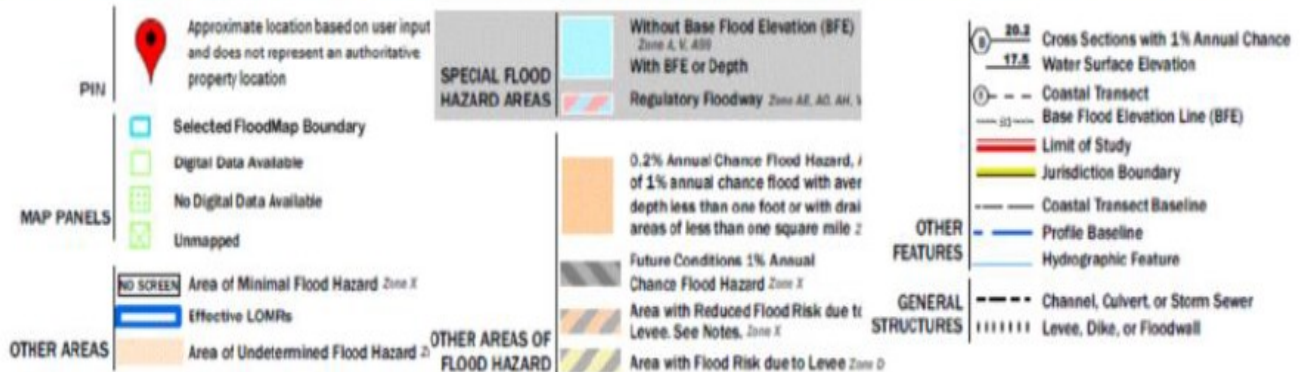 Approximate location based on user input
and does not represent an authoritative
property location
PIN
Selected FloodMap Boundary
Digital Data Available
No Digital Data Available
MAP PANELS
Unmapped
NO SCREEN Area of Minimal Flood Hazard Zone X
Effective LOMRs
OTHER AREAS
Area of Undetermined Flood Hazard
SPECIAL FLOOD
HAZARD AREAS
Without Base Flood Elevation (BFE)
Zone A, V, A99
With BFE or Depth
Regulatory Floodway Zone AE, AO, AH, V
0.2% Annual Chance Flood Hazard,
of 1% annual chance flood with aver
depth less than one foot or with drai
areas of less than one square mile
Future Conditions 1% Annual
Chance Flood Hazard Zone X
Area with Reduced Flood Risk due to
Levee. See Notes. Zone X
OTHER AREAS OF
FLOOD HAZARD
Area with Flood Risk due to Levee Zone D
20.2 Cross Sections with 1% Annual Chance
17.5 Water Surface Elevation
Coastal Transect
Base Flood Elevation Line (BFE)
Limit of Study
Jurisdiction Boundary
Coastal Transect Baseline
OTHER
FEATURES
Profile Baseline
Hydrographic Feature
GENERAL
STRUCTURES
Channel, Culvert, or Storm Sewer
Levee, Dike, or Floodwall